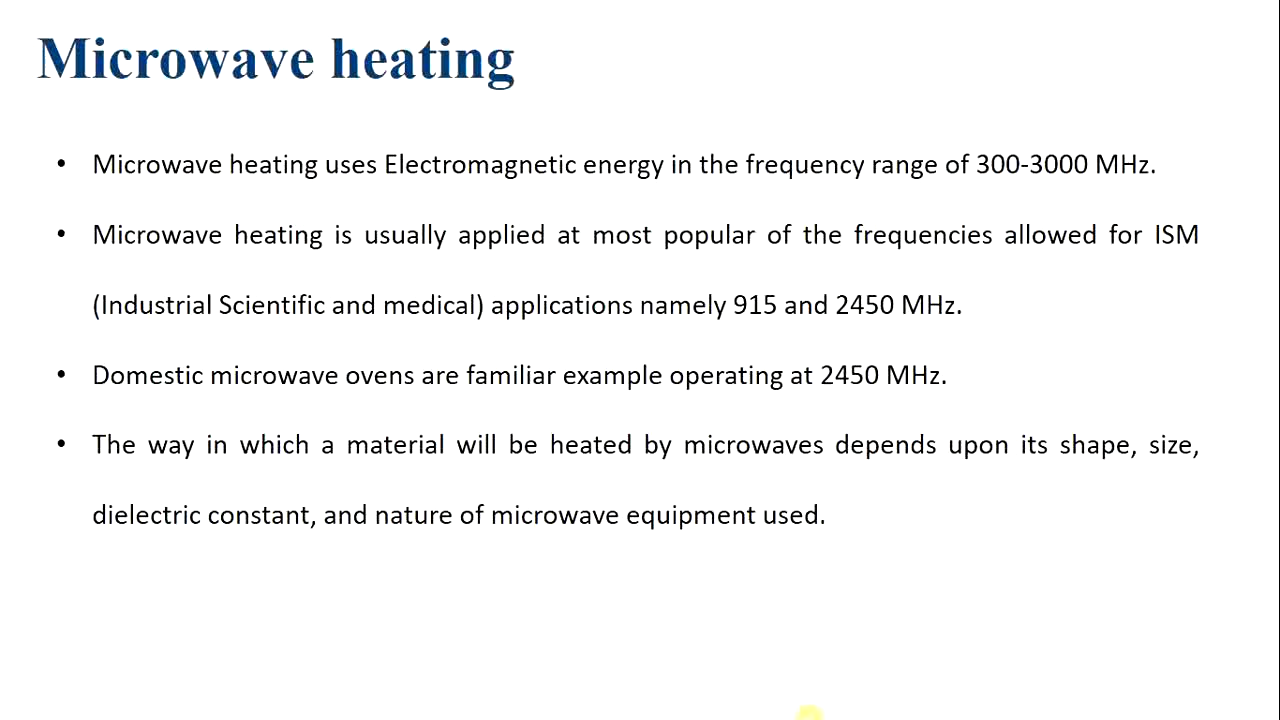 Microwave heating
• Microwave heating uses Electromagnetic energy in the frequency range of 300-3000 MHz.
• Microwave heating is usually applied at most popular of the frequencies allowed for ISM
(Industrial Scientific and medical) applications namely 915 and 2450 MHz.
• Domestic microwave ovens are familiar example operating at 2450 MHz.
• The way in which a material will be heated by microwaves depends upon its shape, size,
dielectric constant, and nature of microwave equipment used.